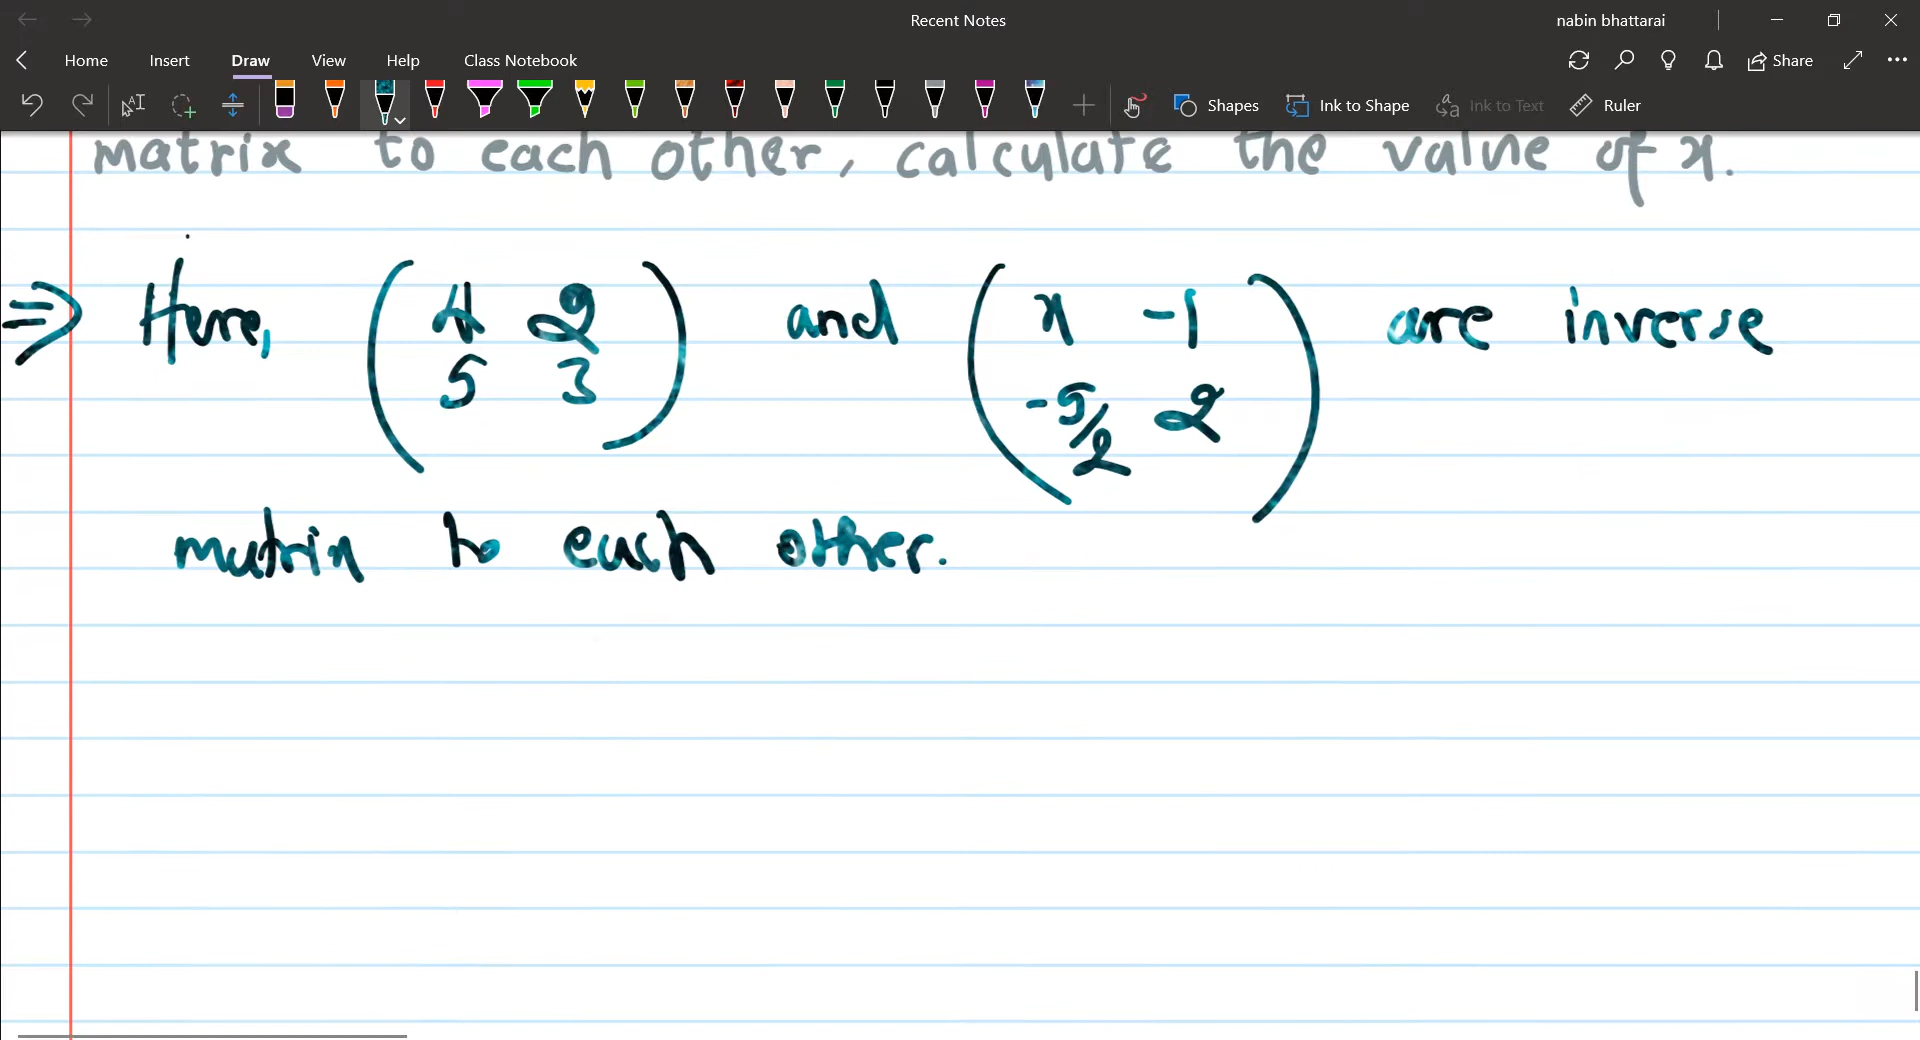 Recent Notes
nabin bhattarai
Home Insert Draw View Help Class Notebook
Share
Shapes Ink to Shape Ink to Text Ruler
matrix to each other, calculate the value of x.
⇒ Here, (4 2 and (x -1 are inverse
5 3) -5/2 2)
matrix to each other.